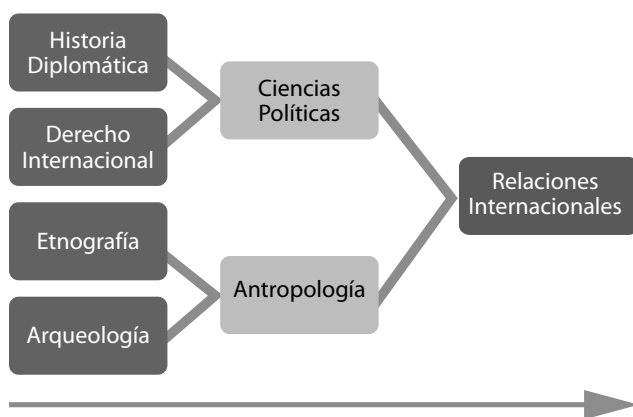 Historia
Diplomática
Derecho
Internacional
Etnografía
Arqueología
Ciencias
Políticas
Antropología
Relaciones
Internacionales